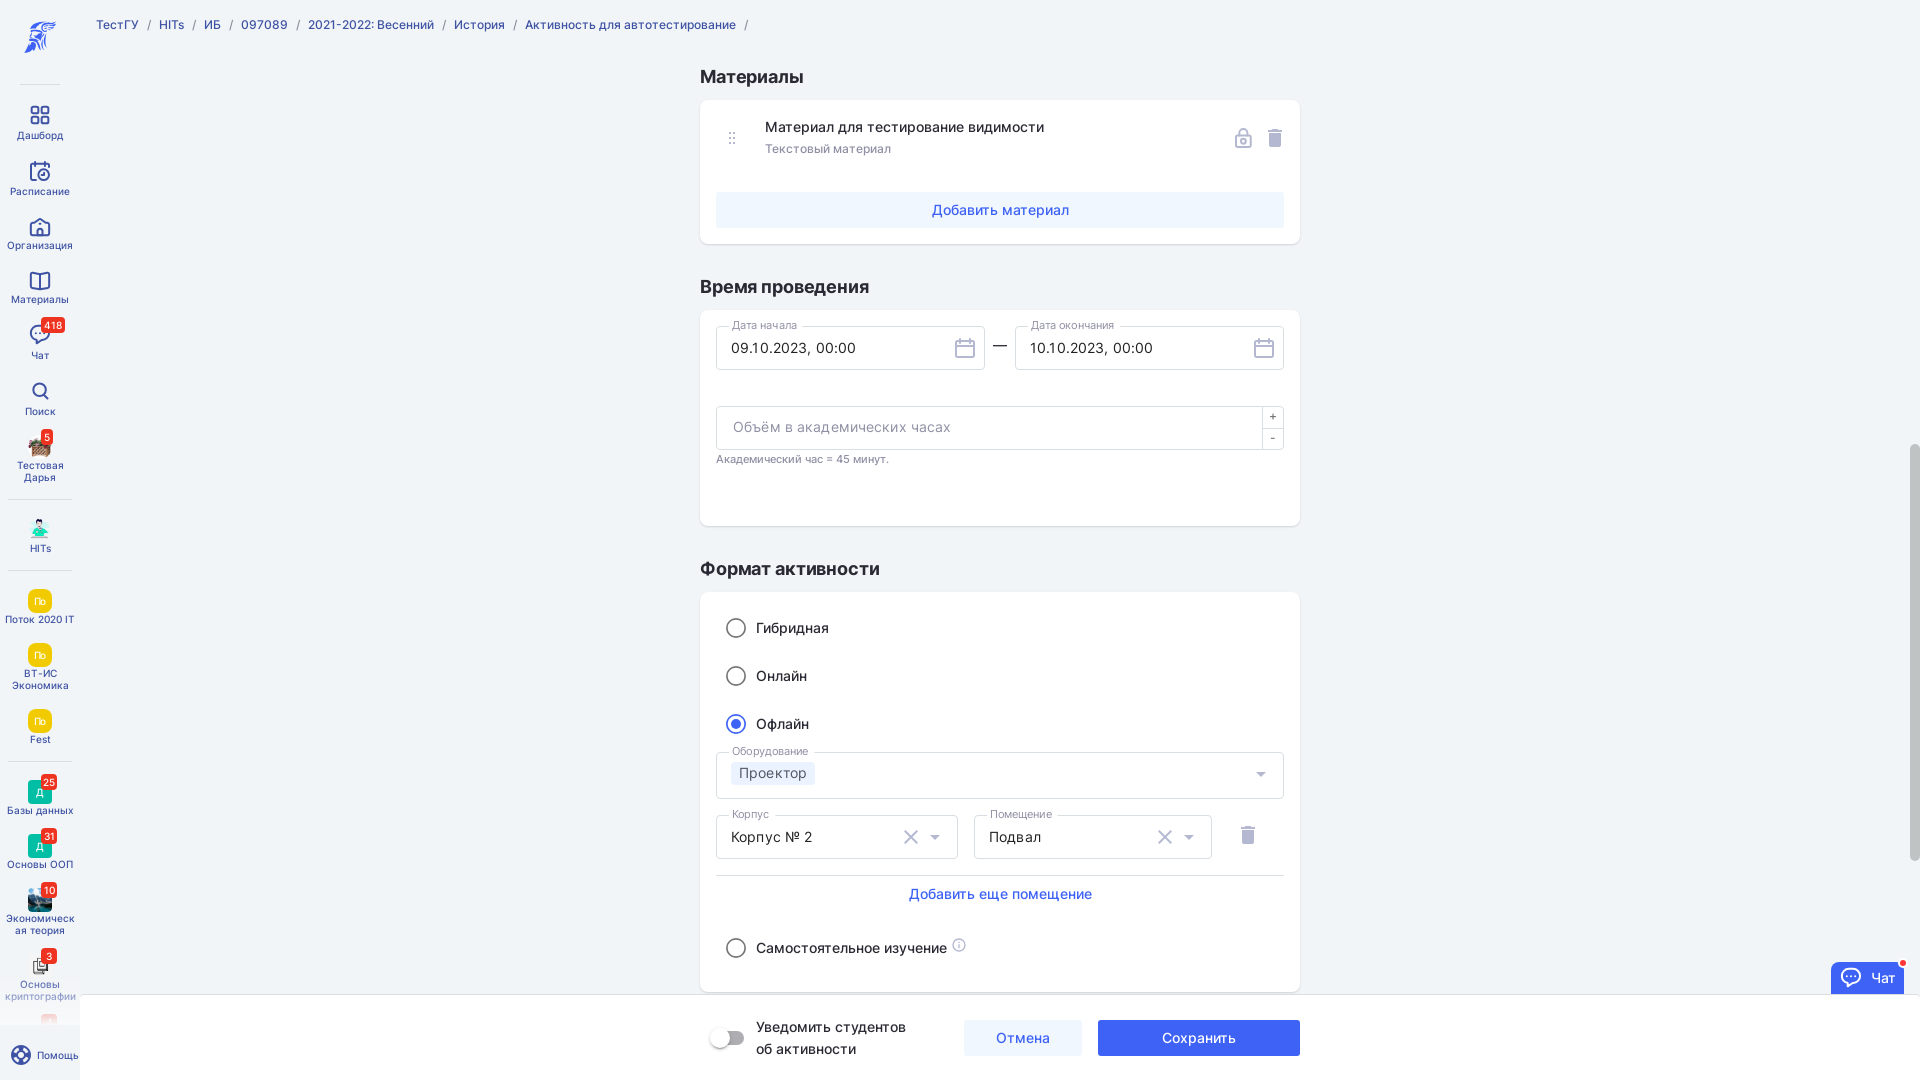 ТестГУ / HITs / ИБ / 097089 / 2021-2022: Весенний / История / Активность для автотестирование /
Дашборд
Расписание
Организация
Материалы
418
Чат
Поиск
5
Тестовая
Дарья
HITs
По
Поток 2020 IT
По
ВТ-ИС
Экономика
По
Fest
25
Д
Базы данных
31
Д
Основы ООП
10
Экономическ
ая теория
3
Основы
криптографии
Помощь
Материалы
Материал для тестирование видимости
Текстовый материал
Добавить материал
Время проведения
Дата начала
09.10.2023, 00:00
—
Дата окончания
10.10.2023, 00:00
Объём в академических часах
+
-
Академический час = 45 минут.
Формат активности
Гибридная
Онлайн
Офлайн
Оборудование
Проектор
Корпус
Корпус № 2
Помещение
Подвал
Добавить еще помещение
Самостоятельное изучение
Чат
Уведомить студентов
об активности
Отмена
Сохранить